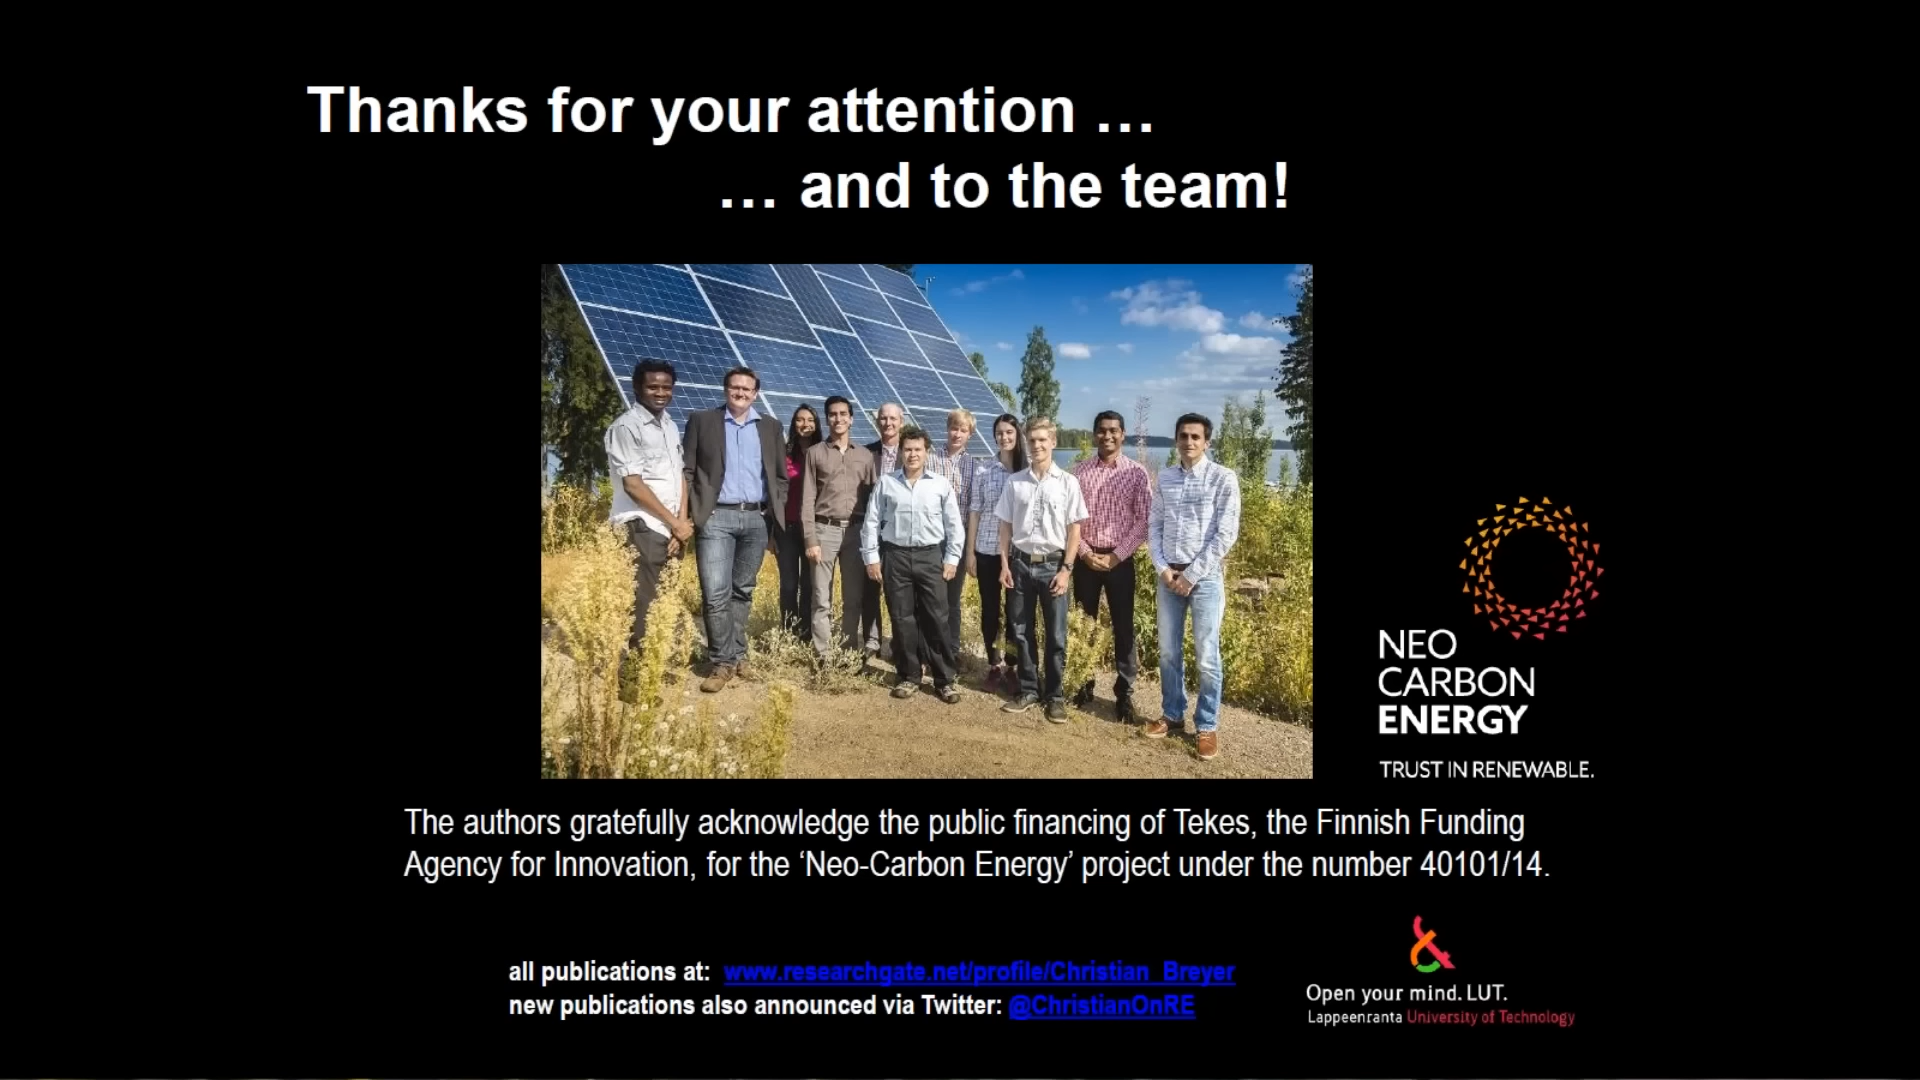 Thanks for your attention …
… and to the team!
NEO
CARBON
ENERGY
TRUST IN RENEWABLE.
The authors gratefully acknowledge the public financing of Tekes, the Finnish Funding
Agency for Innovation, for the ‘Neo-Carbon Energy’ project under the number 40101/14.
all publications at: www.researchgate.net/profile/Christian_Breyer
new publications also announced via Twitter: @ChristianOnRE
Open your mind. LUT.
Lappeenranta University of Technology